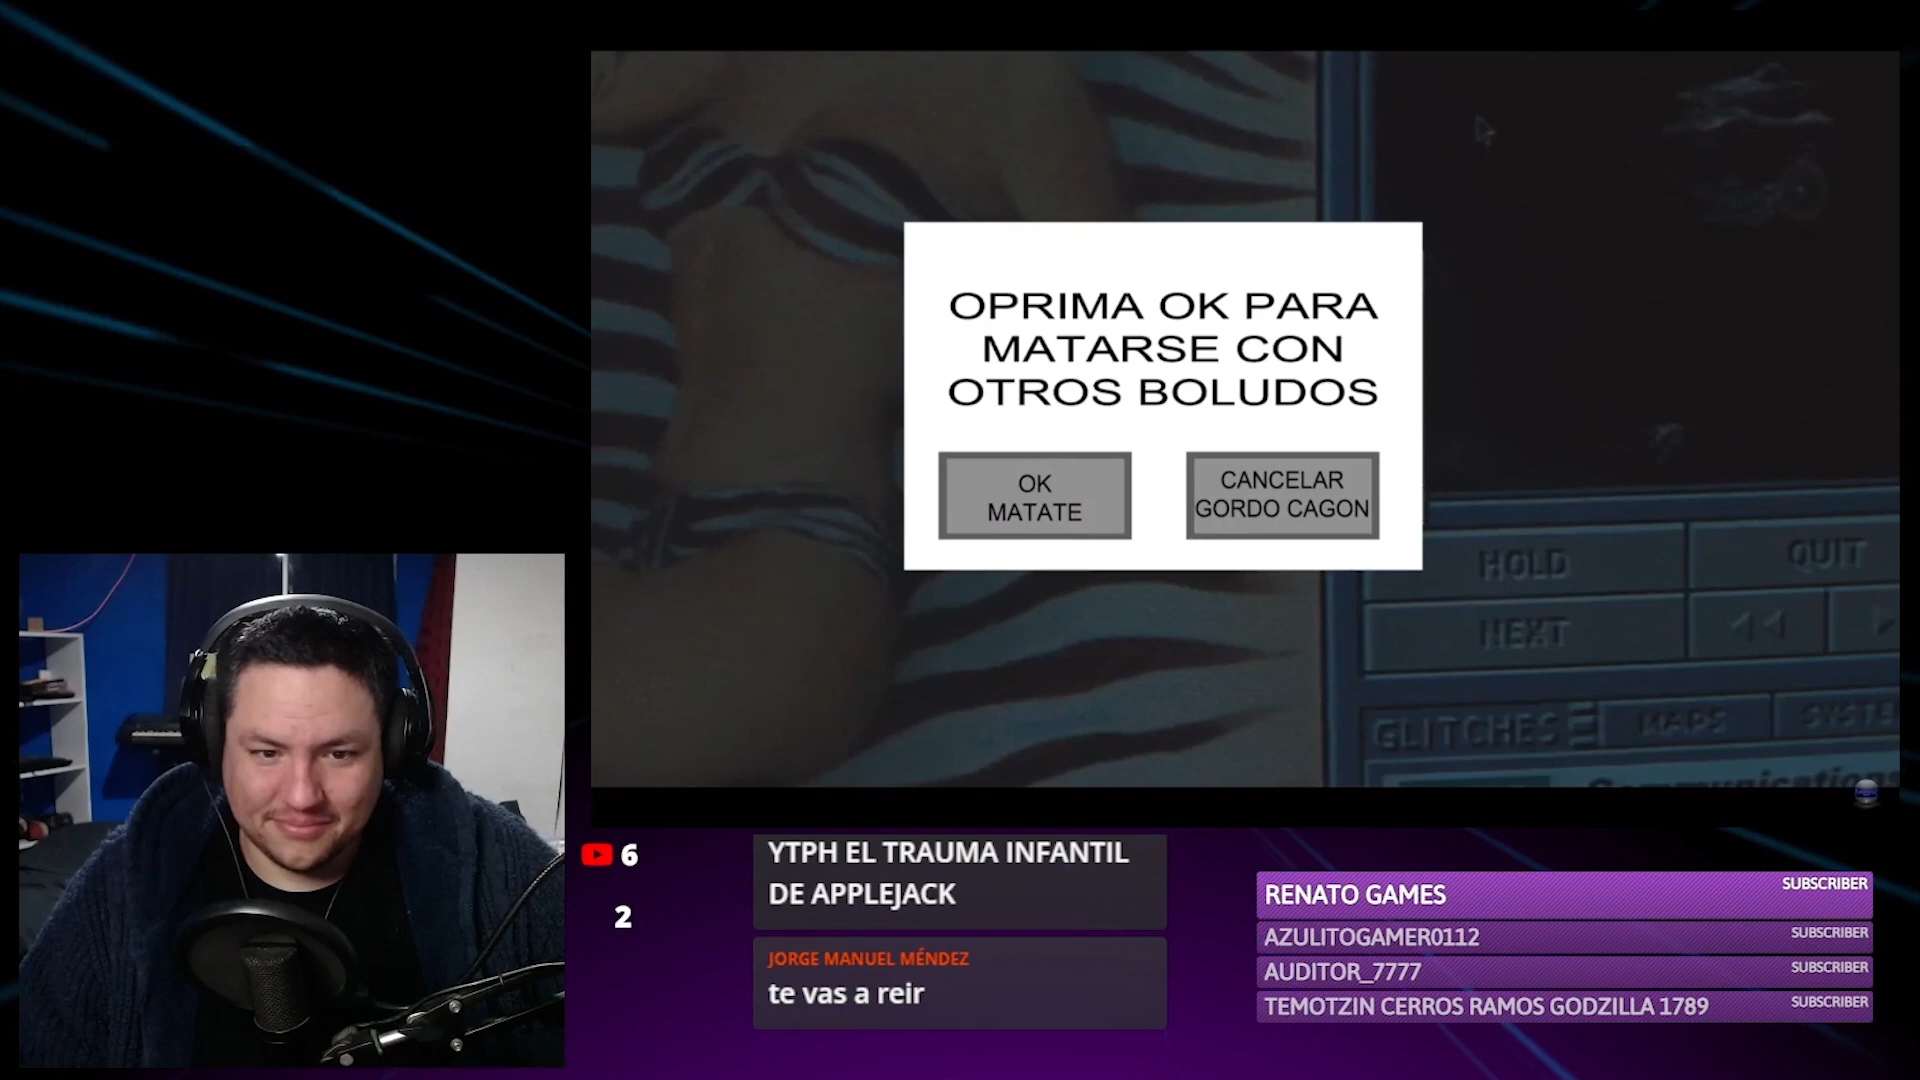 OPRIMA OK PARA
MATARSE CON
OTROS BOLUDOS
OK
MATATE
CANCELAR
GORDO CAGON
HOLD
QUIT
NEXT
GLITCHES
MAPS
6
2
YTPH EL TRAUMA INFANTIL
DE APPLEJACK
JORGE MANUEL MÉNDEZ
te vas a reir
RENATO GAMES
SUBSCRIBER
AZULITOGAMER0112
SUBSCRIBER
AUDITOR_7777
SUBSCRIBER
TEMOTZIN CERROS RAMOS GODZILLA 1789
SUBSCRIBER